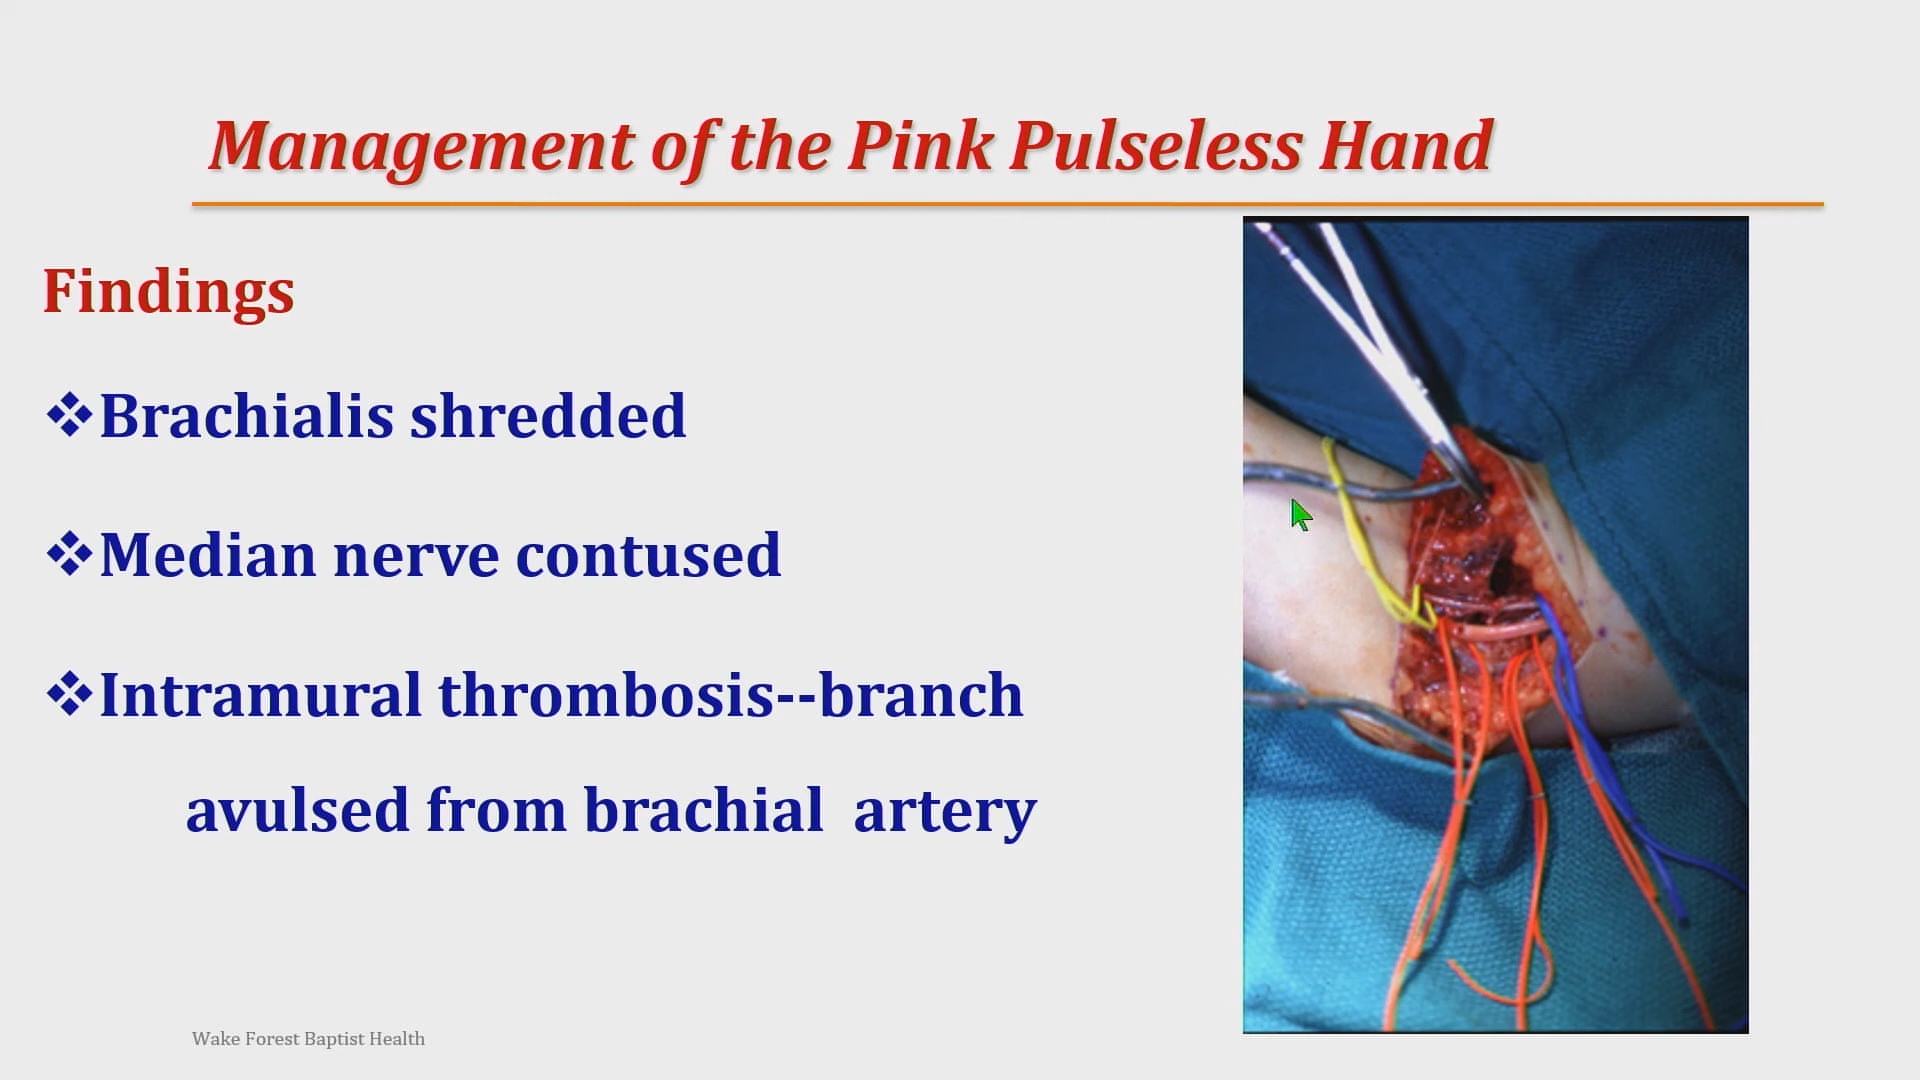 Management of the Pink Pulseless Hand
Findings
❖Brachialis shredded
❖Median nerve contused
❖Intramural thrombosis--branch
avulsed from brachial artery
Wake Forest Baptist Health